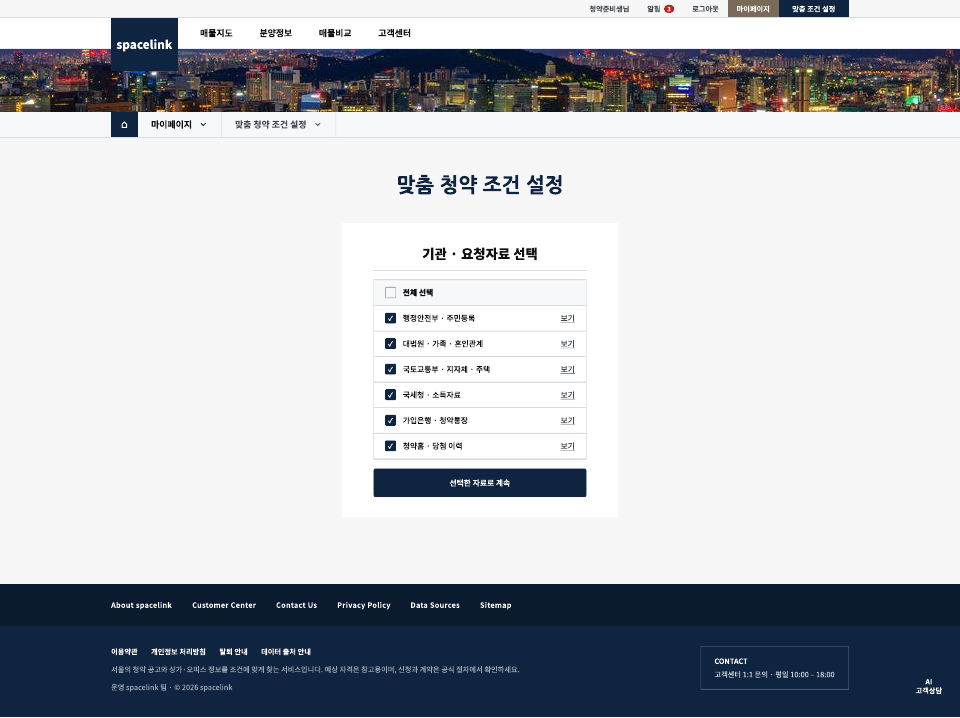 청약준비생님 알림 3 로그아웃 마이페이지 맞춤 조건 설정
spacelink 매물지도 분양정보 매물비교 고객센터
마이페이지 맞춤 청약 조건 설정
맞춤 청약 조건 설정
기관 · 요청자료 선택
전체 선택
행정안전부 · 주민등록 보기
대법원 · 가족 · 혼인관계 보기
국토교통부 · 지자체 · 주택 보기
국세청 · 소득자료 보기
가입은행 · 청약통장 보기
청약홈 · 당첨 이력 보기
선택한 자료로 계속
About spacelink Customer Center Contact Us Privacy Policy Data Sources Sitemap
이용약관 개인정보 처리방침 탈퇴 안내 데이터 출처 안내
서울의 청약 공고와 상가·오피스 정보를 조건에 맞게 찾는 서비스입니다. 예상 자격은 참고용이며, 신청과 계약은 공식 절차에서 확인하세요.
운영 spacelink 팀 · © 2026 spacelink
CONTACT
고객센터 1:1 문의 · 평일 10:00 – 18:00
AI
고객상담